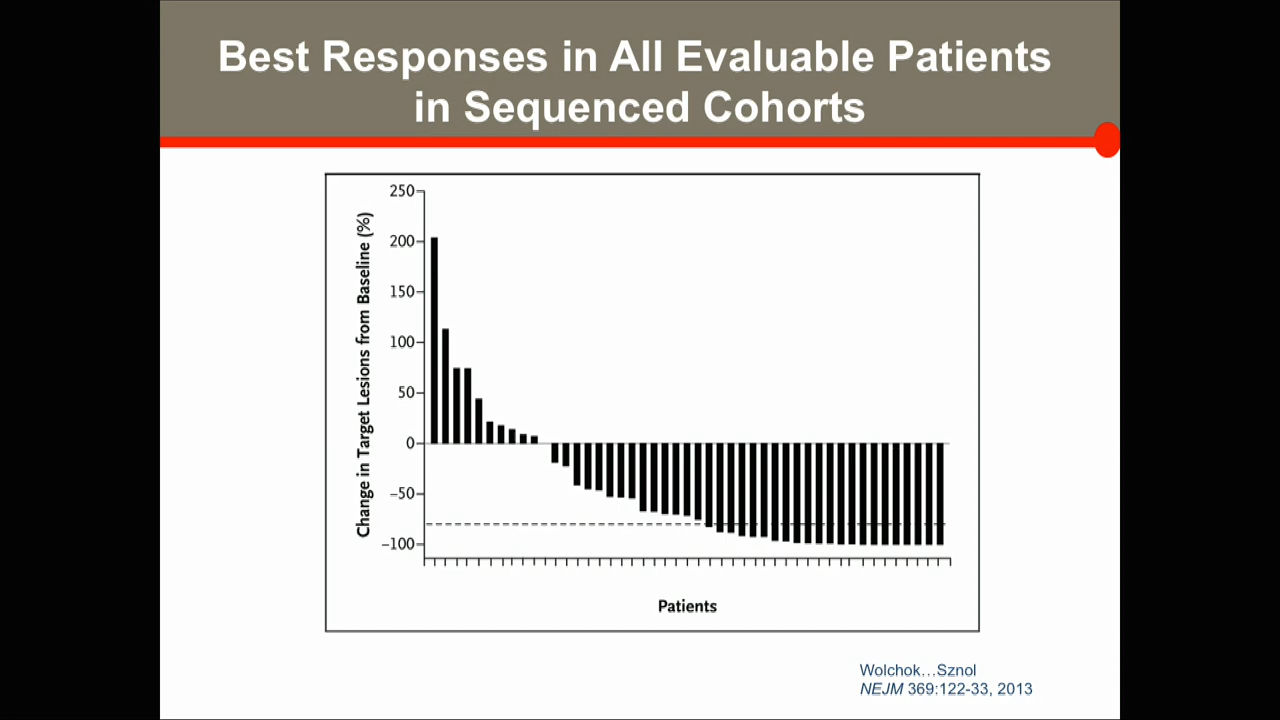 Best Responses in All Evaluable Patients
in Sequenced Cohorts
Change in Target Lesions from Baseline (%)
250
200
150
100
50
0
−50
−100
Patients
Wolchok…Sznol
NEJM 369:122-33, 2013